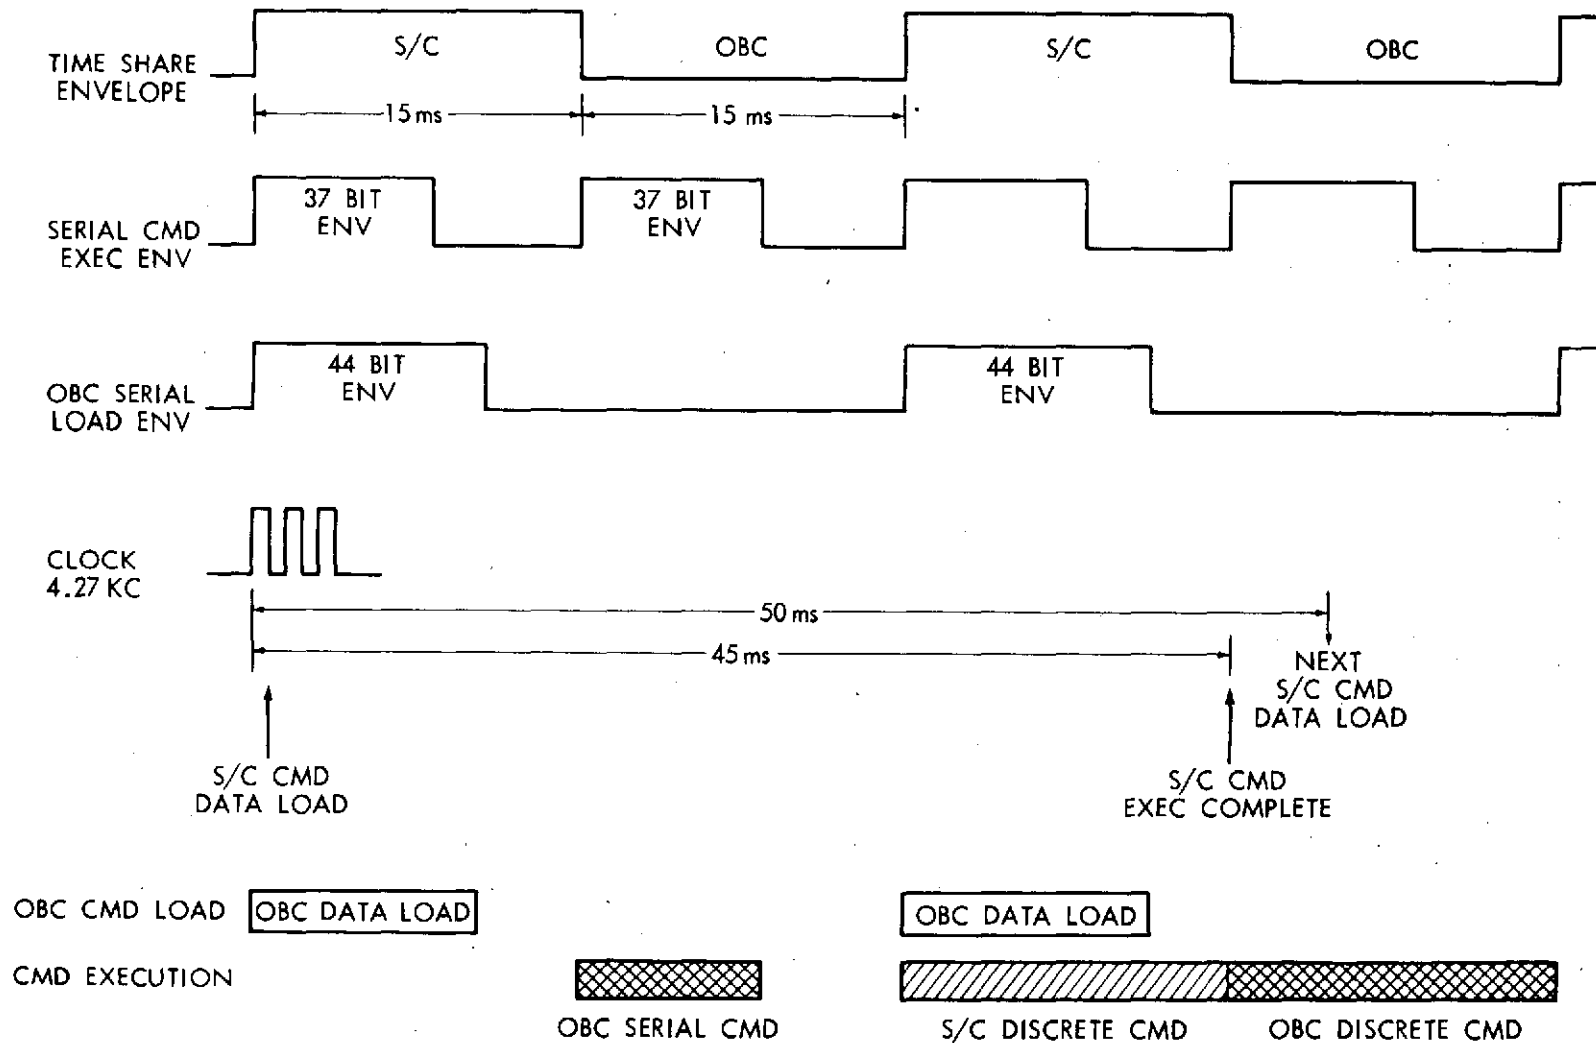 S/C
OBC
S/C
OBC
TIME SHARE
ENVELOPE
15 ms
15 ms
37 BIT
ENV
37 BIT
ENV
SERIAL CMD
EXEC ENV
44 BIT
ENV
44 BIT
ENV
OBC SERIAL
LOAD ENV
CLOCK
4.27 KC
50 ms
45 ms
NEXT
S/C CMD
DATA LOAD
S/C CMD
DATA LOAD
S/C CMD
EXEC COMPLETE
OBC CMD LOAD
OBC DATA LOAD
OBC DATA LOAD
CMD EXECUTION
OBC SERIAL CMD
S/C DISCRETE CMD
OBC DISCRETE CMD